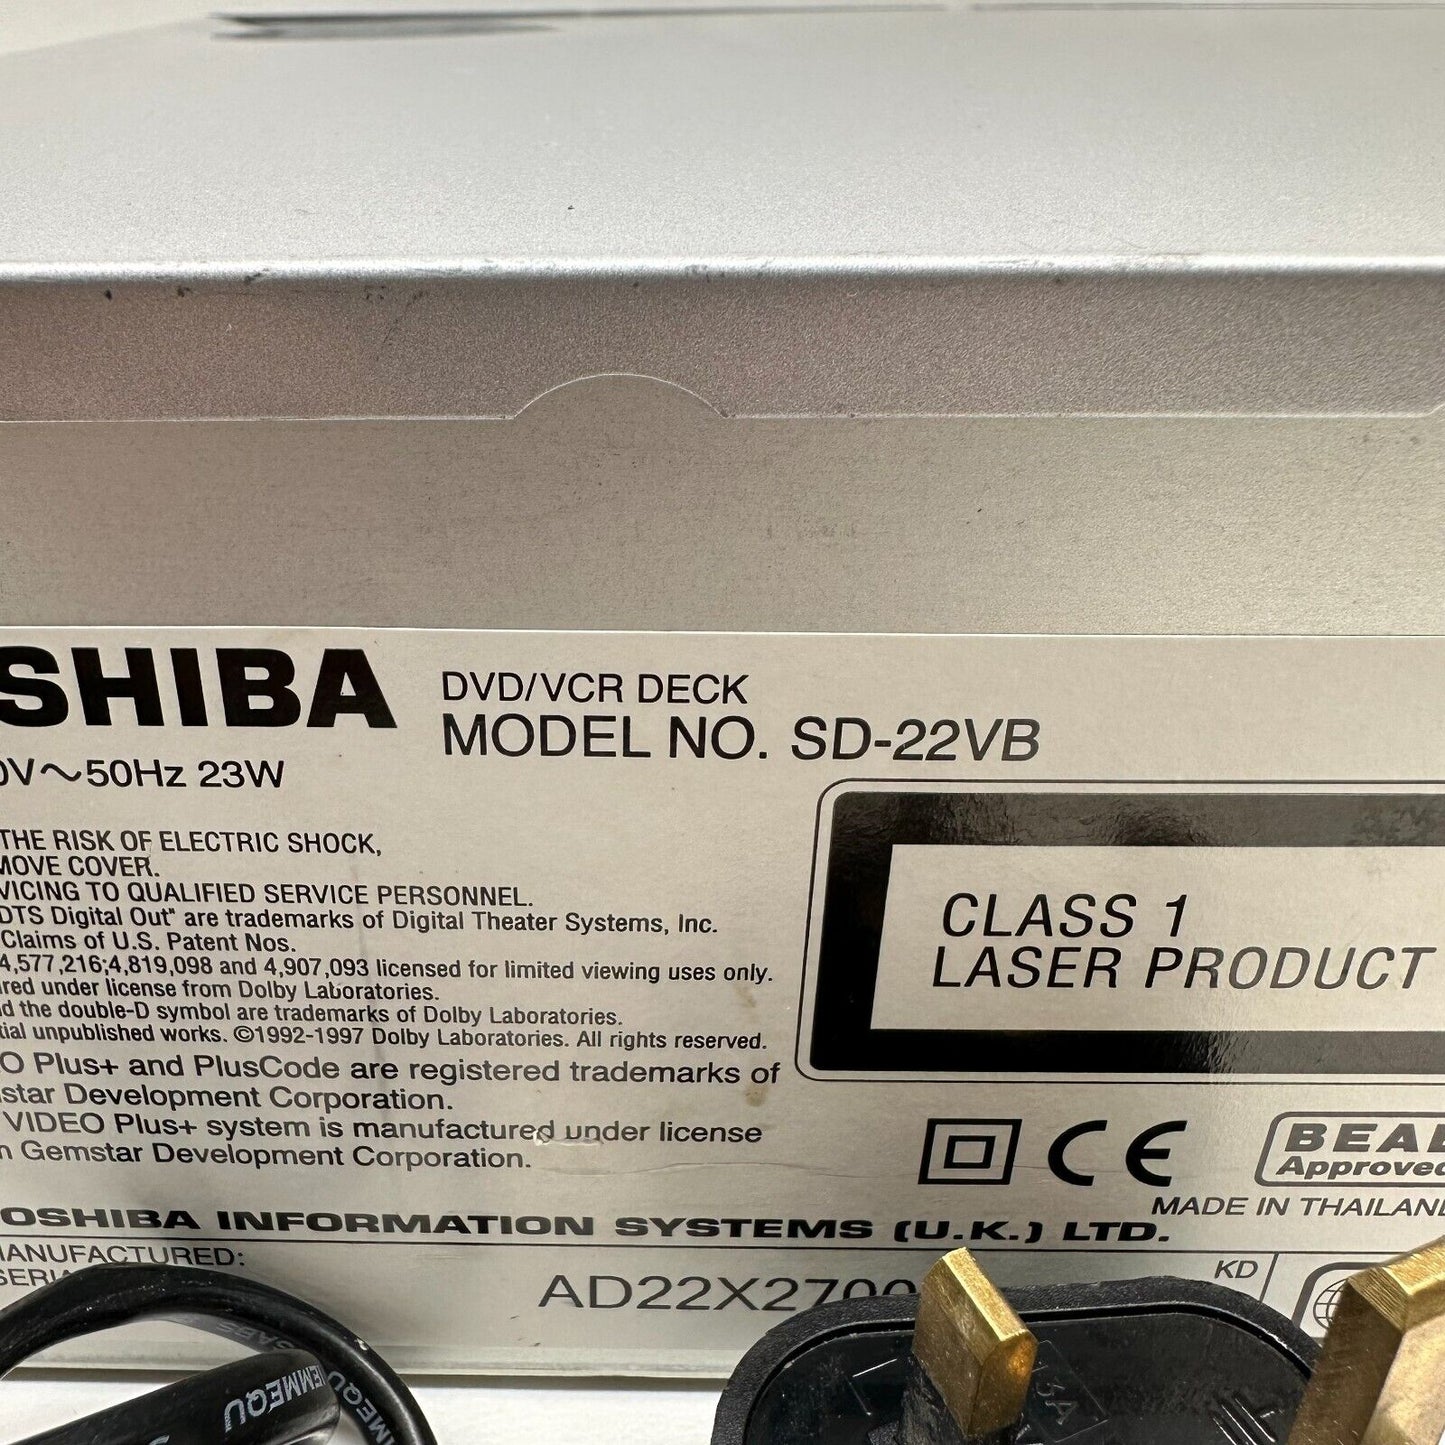 SHIBA
DVD/VCR DECK
MODEL NO. SD-22VB
0V～50Hz 23W
THE RISK OF ELECTRIC SHOCK,
MOVE COVER.
VICING TO QUALIFIED SERVICE PERSONNEL.
DTS Digital Out" are trademarks of Digital Theater Systems, Inc.
Claims of U.S. Patent Nos.
4,577,216;4,819,098 and 4,907,093 licensed for limited viewing uses only.
red under license from Dolby Laboratories.
d the double-D symbol are trademarks of Dolby Laboratories.
tial unpublished works. ©1992-1997 Dolby Laboratories. All rights reserved.
O Plus+ and PlusCode are registered trademarks of
star Development Corporation.
VIDEO Plus+ system is manufactured under license
m Gemstar Development Corporation.
CLASS 1
LASER PRODUCT
CE
BEAB
Approved
MADE IN THAILAND
OSHIBA INFORMATION SYSTEMS (U.K.) LTD.
MANUFACTURED:
SERIA
AD22X2700
KD